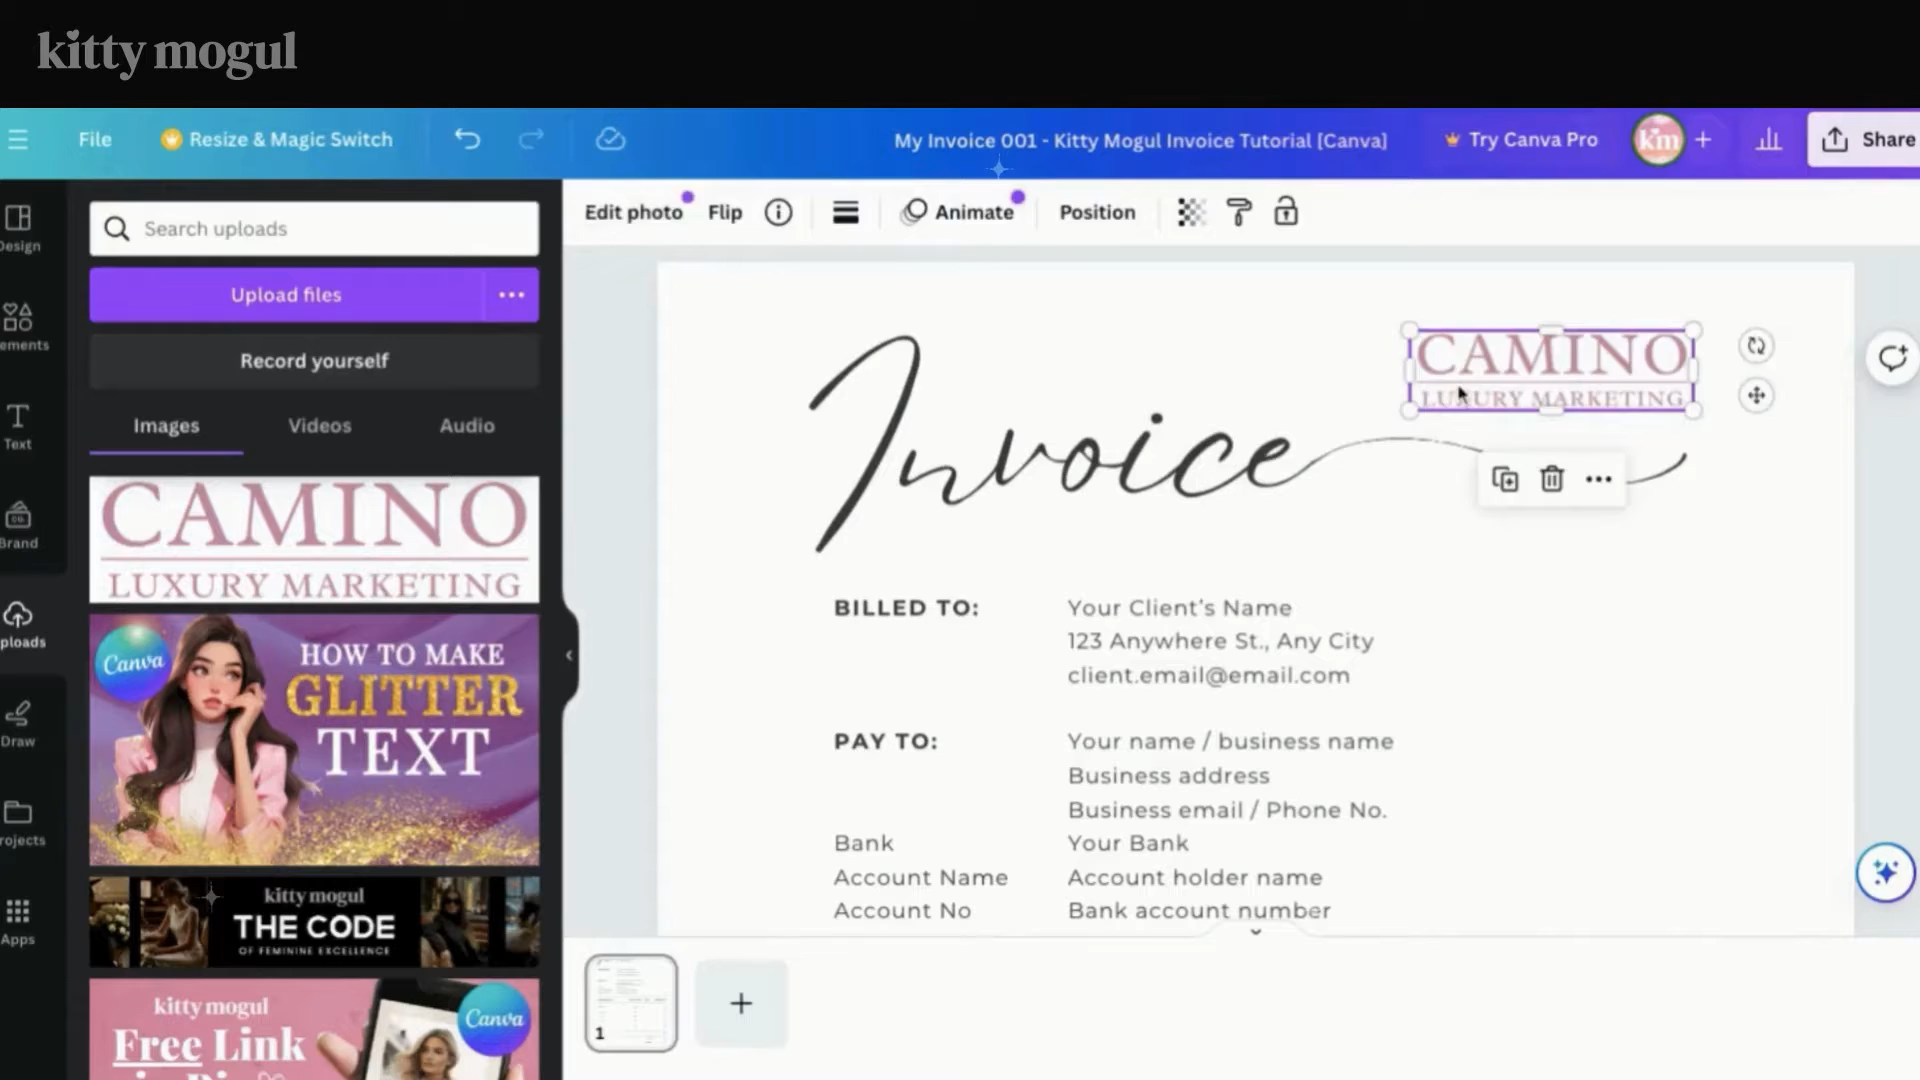 kitty mogul
File
Resize & Magic Switch
My Invoice 001 - Kitty Mogul Invoice Tutorial [Canva]
Try Canva Pro
km
Share
Design
ements
Text
Brand
ploads
Draw
rojects
Apps
Search uploads
Upload files
Record yourself
Images
Videos
Audio
CAMINO
LUXURY MARKETING
Canva
HOW TO MAKE
GLITTER
TEXT
kitty mogul
THE CODE
OF FEMININE EXCELLENCE
kitty mogul
Free Link
Canva
Edit photo
Flip
Animate
Position
CAMINO
LUXURY MARKETING
Invoice
BILLED TO:
Your Client's Name
123 Anywhere St., Any City
client.email@email.com
PAY TO:
Your name / business name
Business address
Business email / Phone No.
Bank
Your Bank
Account Name
Account holder name
Account No
Bank account number
1